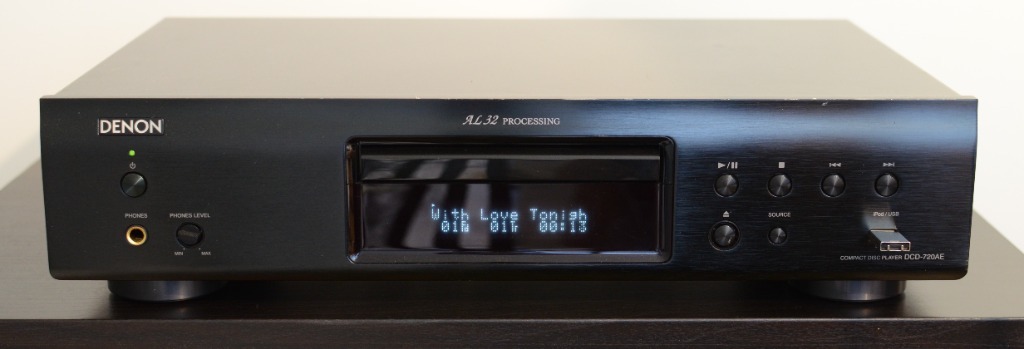 DENON
AL32 PROCESSING
PHONES
PHONES LEVEL
MIN MAX
With Love Tonigh
01 01 00:13
SOURCE
iPod/USB
COMPACT DISC PLAYER DCD-720AE